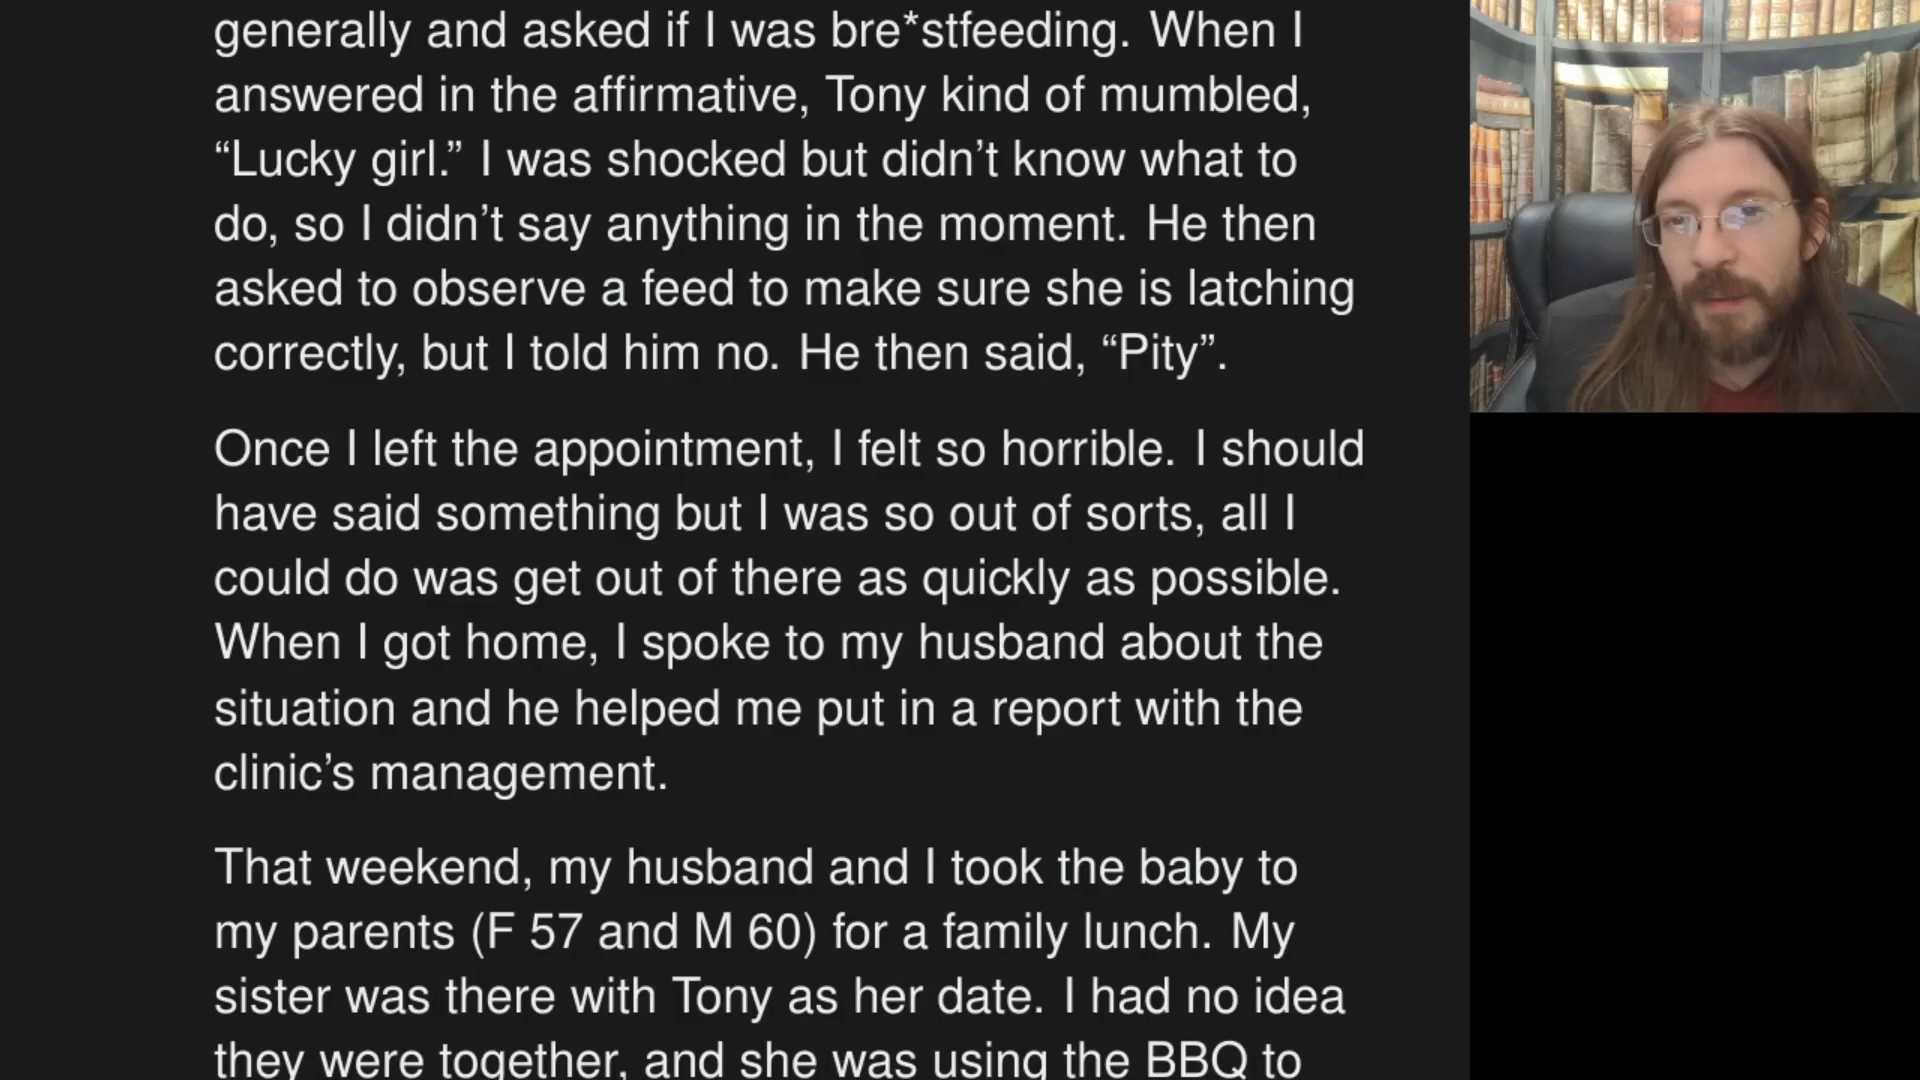 generally and asked if I was bre*stfeeding. When I
answered in the affirmative, Tony kind of mumbled,
“Lucky girl.” I was shocked but didn’t know what to
do, so I didn’t say anything in the moment. He then
asked to observe a feed to make sure she is latching
correctly, but I told him no. He then said, “Pity”.
Once I left the appointment, I felt so horrible. I should
have said something but I was so out of sorts, all I
could do was get out of there as quickly as possible.
When I got home, I spoke to my husband about the
situation and he helped me put in a report with the
clinic’s management.
That weekend, my husband and I took the baby to
my parents (F 57 and M 60) for a family lunch. My
sister was there with Tony as her date. I had no idea
they were together, and she was using the BBQ to